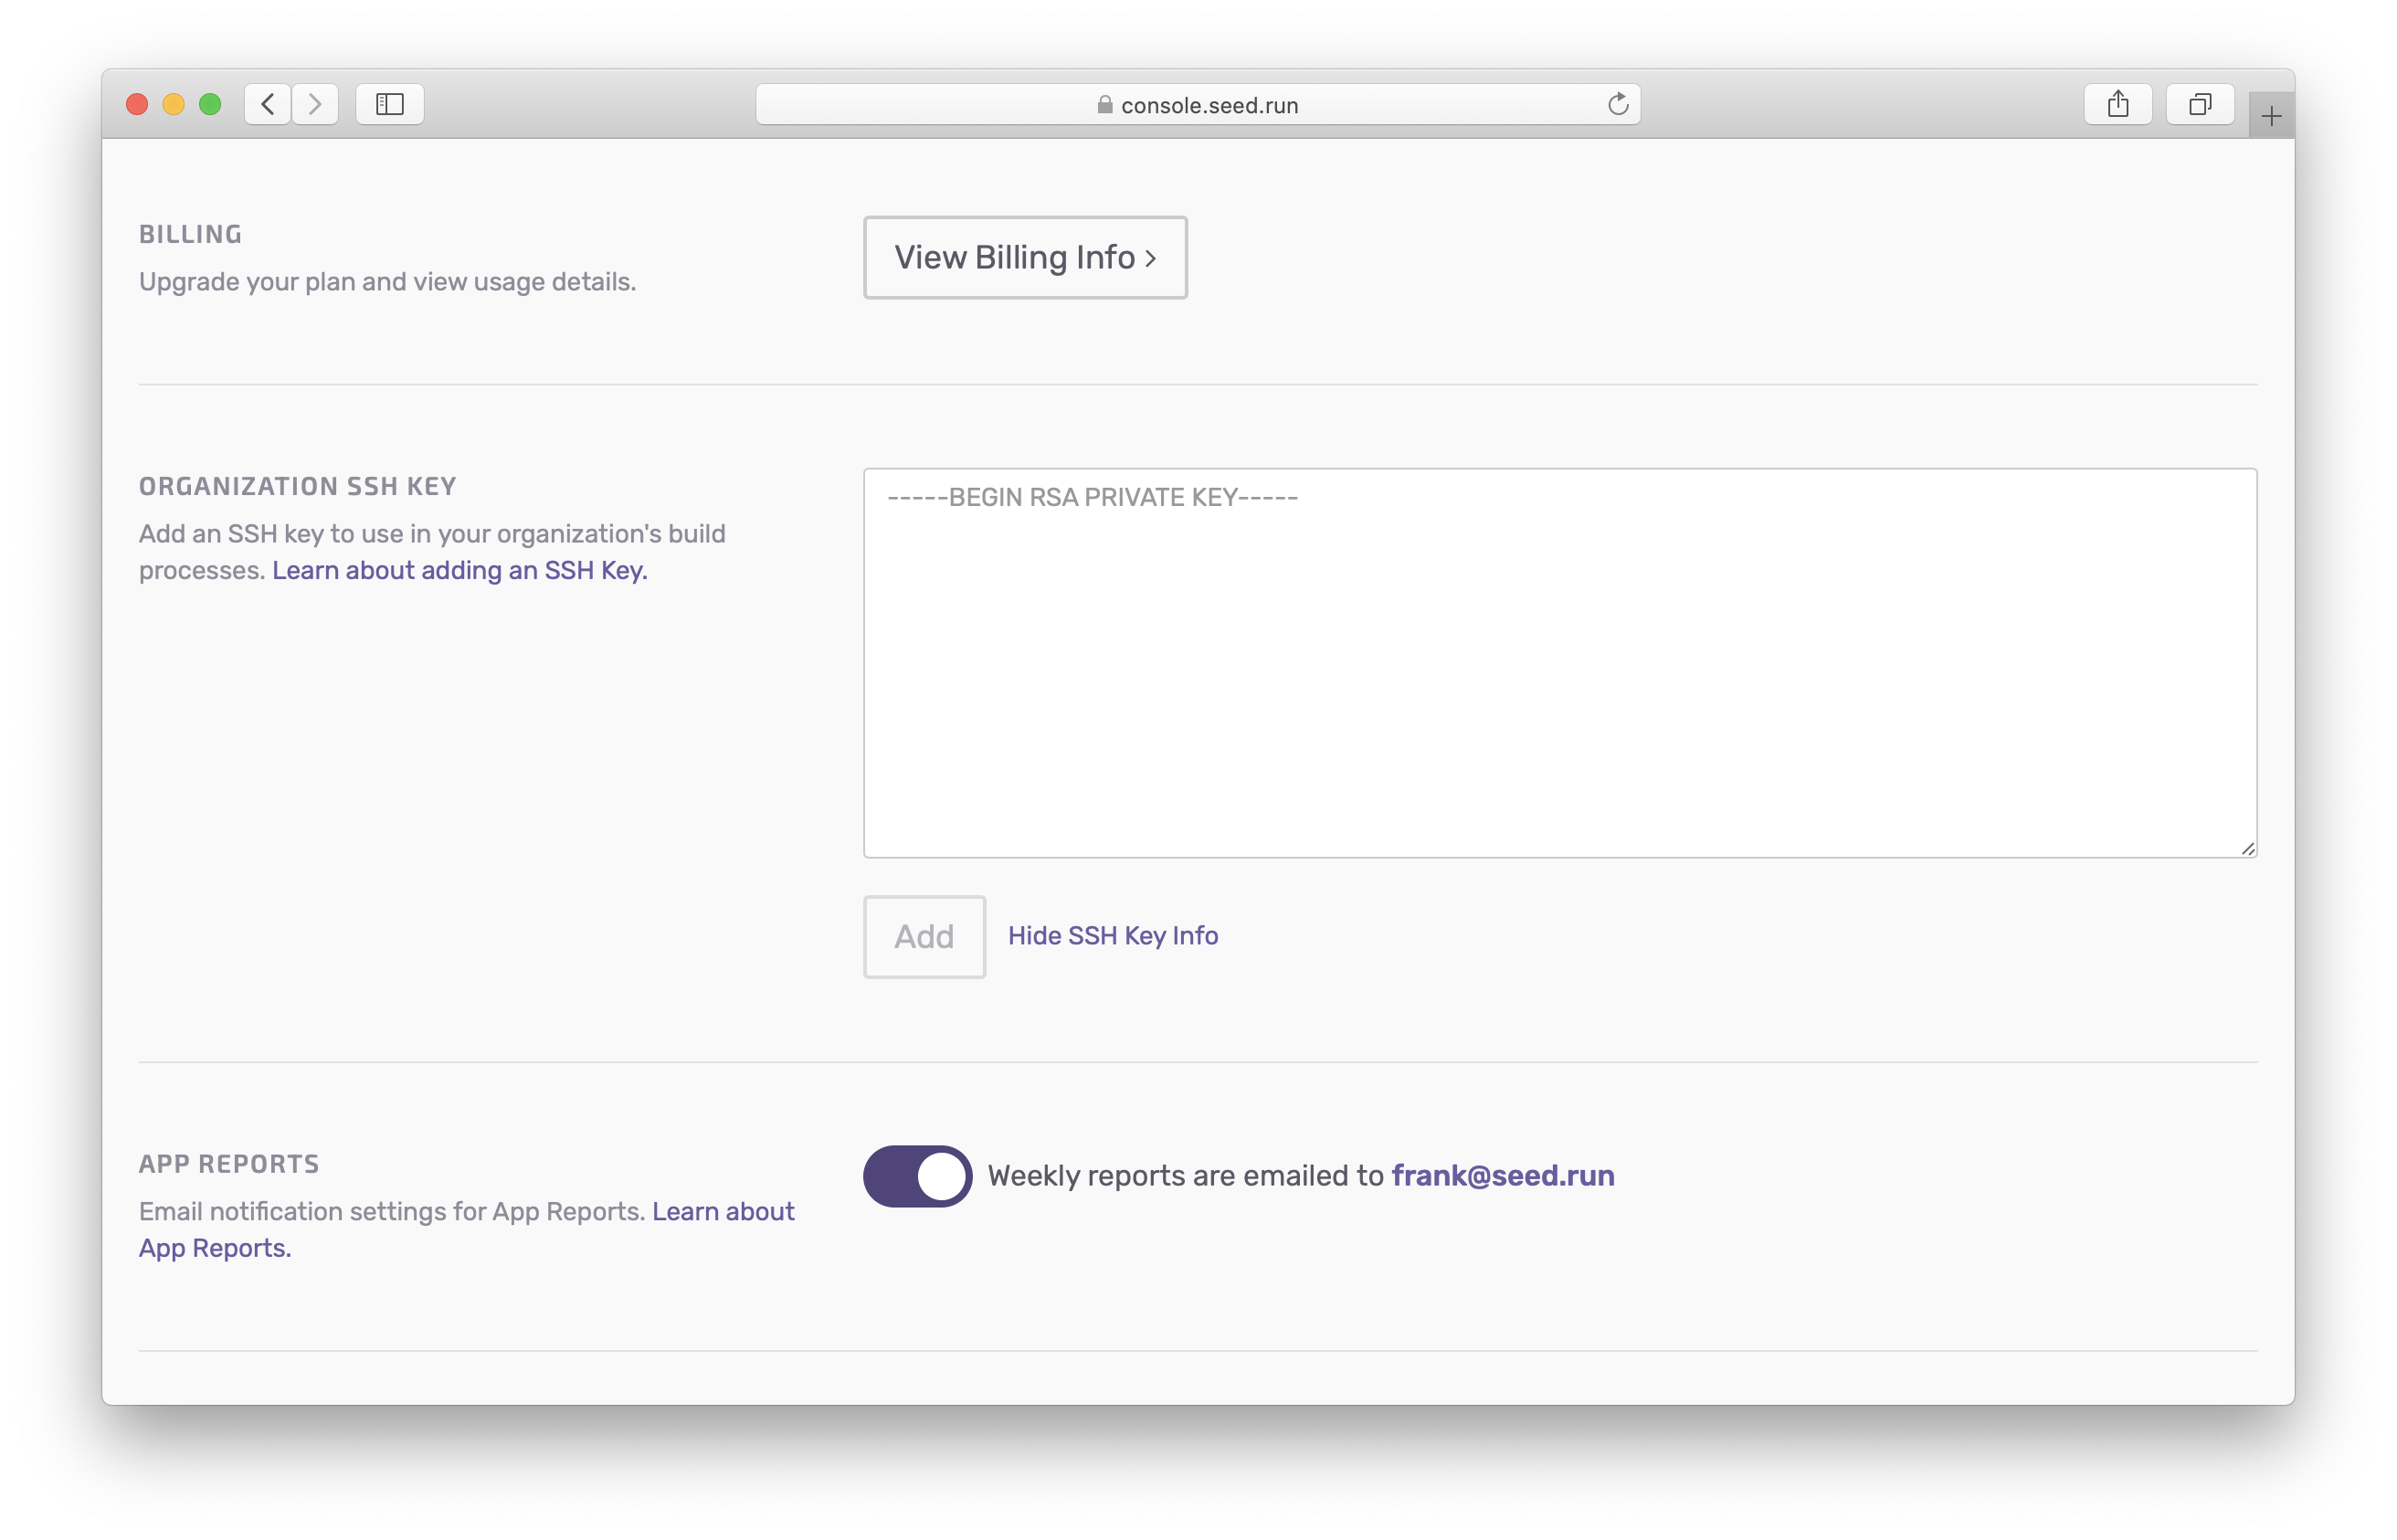 console.seed.run
BILLING
Upgrade your plan and view usage details.
View Billing Info >
ORGANIZATION SSH KEY
Add an SSH key to use in your organization's build
processes. Learn about adding an SSH Key.
-----BEGIN RSA PRIVATE KEY-----
Add
Hide SSH Key Info
APP REPORTS
Email notification settings for App Reports. Learn about
App Reports.
Weekly reports are emailed to frank@seed.run